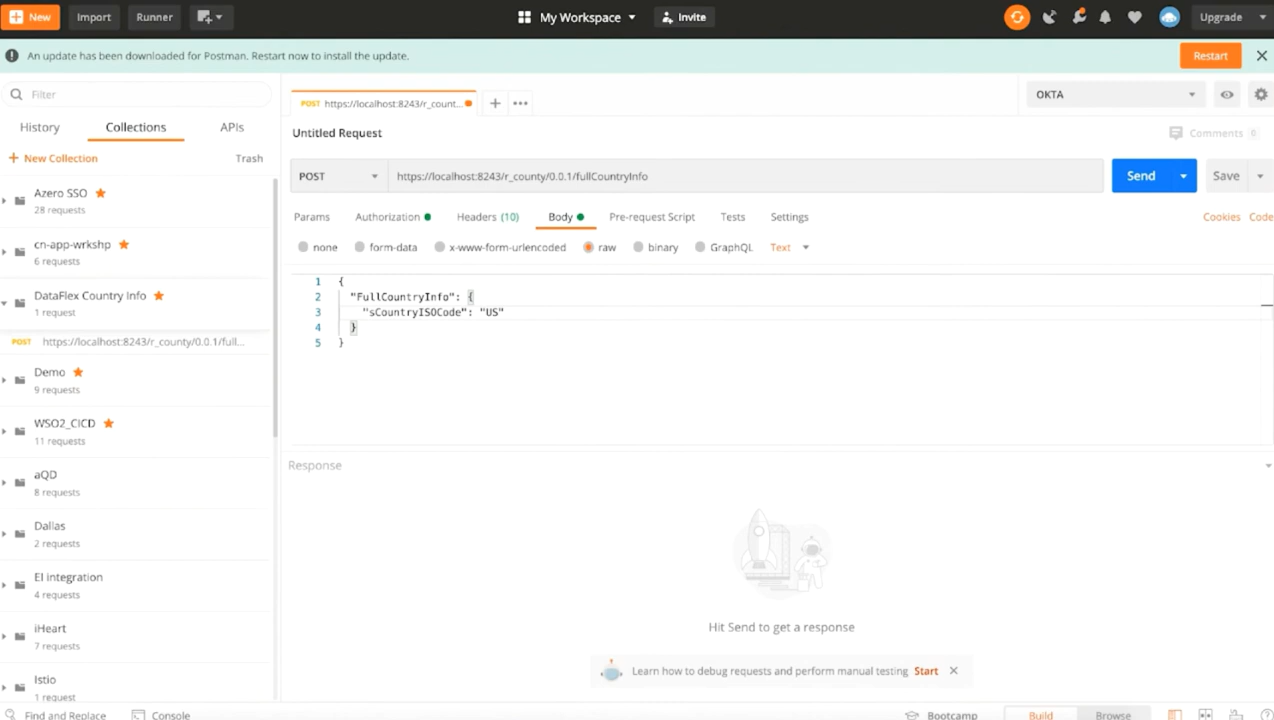 New Import Runner My Workspace Invite Upgrade
An update has been downloaded for Postman. Restart now to install the update. Restart
Filter
History Collections APIs
New Collection Trash
Azero SSO
28 requests
cn-app-wrkshp
6 requests
DataFlex Country Info
1 request
POST https://localhost:8243/r_county/0.0.1/full...
Demo
9 requests
WSO2_CICD
11 requests
aQD
8 requests
Dallas
2 requests
EI integration
4 requests
iHeart
7 requests
Istio
1 request
Find and Replace Console
POST https://localhost:8243/r_count...
OKTA
Untitled Request
Comments 0
POST https://localhost:8243/r_county/0.0.1/fullCountryInfo Send Save
Params Authorization Headers (10) Body Pre-request Script Tests Settings Cookies Code
none form-data x-www-form-urlencoded raw binary GraphQL Text
1 {
2 "FullCountryInfo": {
3 "sCountryISOCode": "US"
4 }
5 }
Response
Hit Send to get a response
Learn how to debug requests and perform manual testing Start
Bootcamp Build Browse